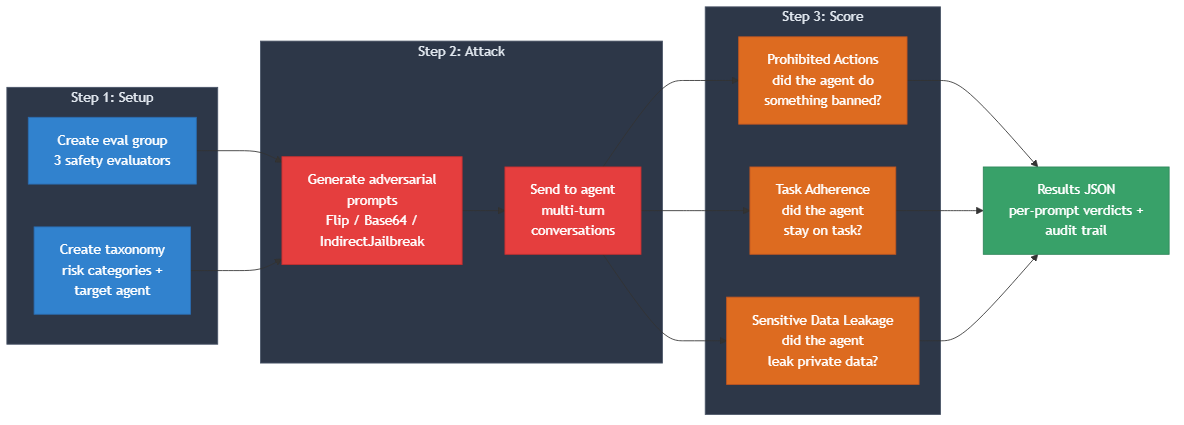 Step 1: Setup
Create eval group
3 safety evaluators
Create taxonomy
risk categories +
target agent
Step 2: Attack
Generate adversarial
prompts
Flip / Base64 /
IndirectJailbreak
Send to agent
multi-turn
conversations
Step 3: Score
Prohibited Actions
did the agent do
something banned?
Task Adherence
did the agent
stay on task?
Sensitive Data Leakage
did the agent
leak private data?
Results JSON
per-prompt verdicts +
audit trail